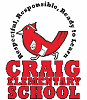 Respectful, Responsible, Ready to Learn
CRAIG
ELEMENTARY
SCHOOL